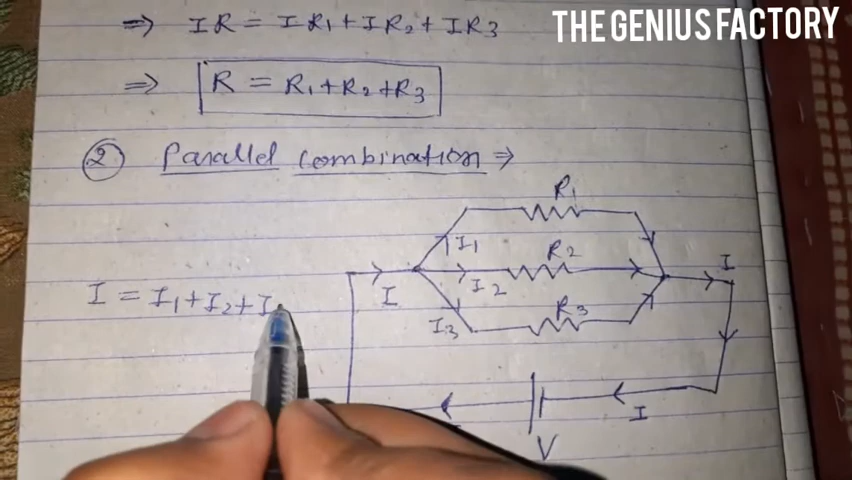 THE GENIUS FACTORY
⇒ IR = IR₁ + IR₂ + IR₃
⇒ R = R₁ + R₂ + R₃
② Parallel Combination ⇒
R₁
I₁
R₂
I₂
I
I
R₃
I₃
I = I₁ + I₂ + I
I
V